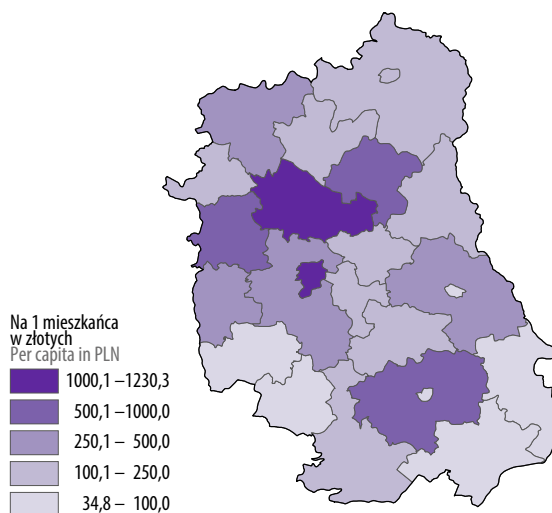 Na 1 mieszkańca
w złotych
Per capita in PLN
1000,1 –1230,3
500,1–1000,0
250,1 – 500,0
100,1 – 250,0
34,8 – 100,0